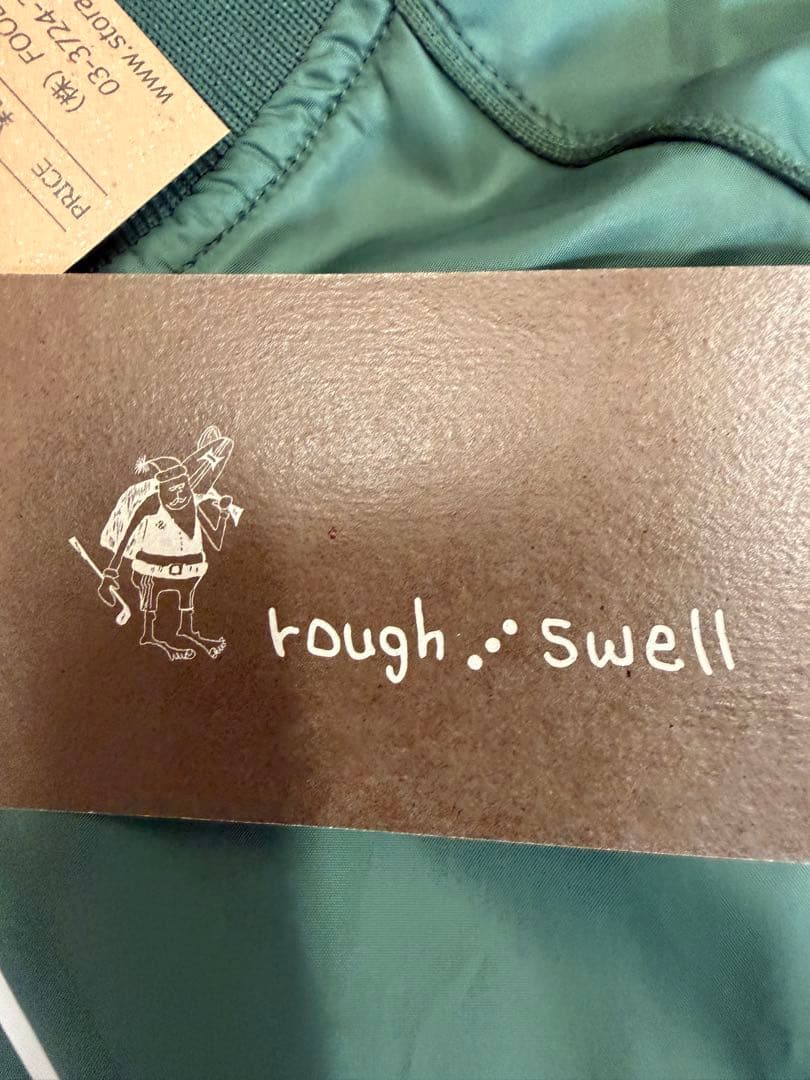 (株) FOO
03-3724-
www.stora
PRICE
rough swell